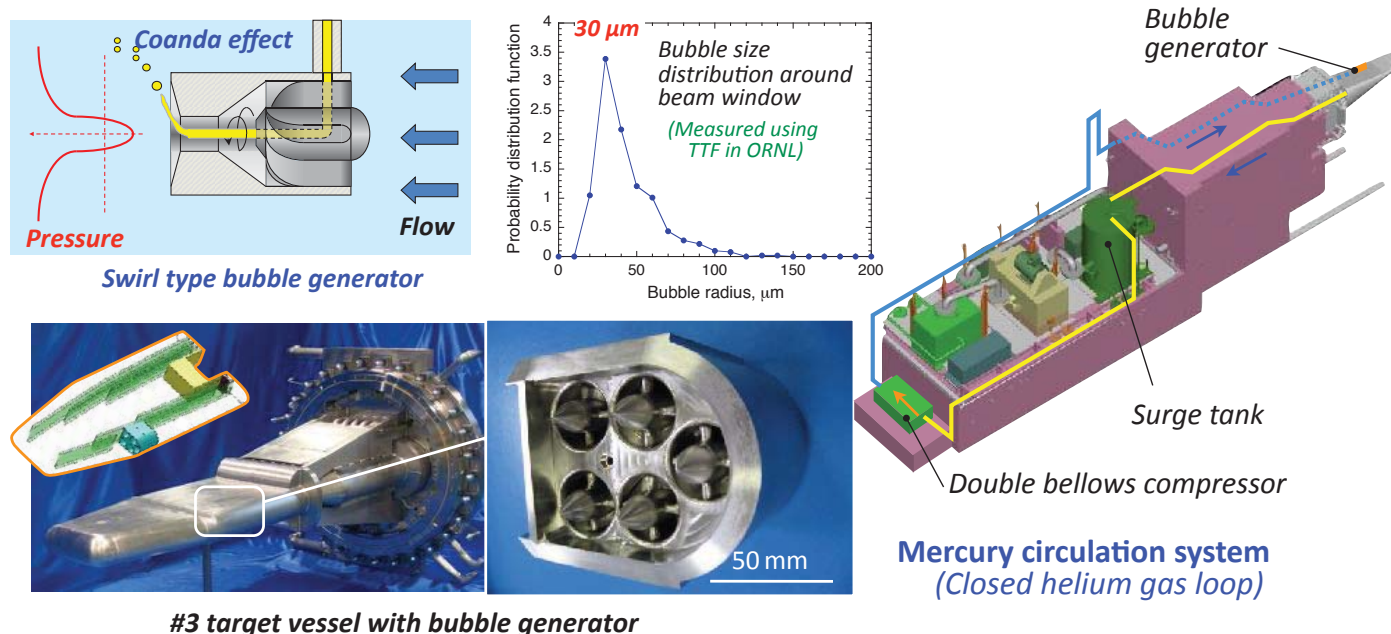 Coanda effect
Pressure
Flow
Swirl type bubble generator
30 µm
Bubble size
distribution around
beam window
(Measured using
TTF in ORNL)
Probability distribution function
4
3.5
3
2.5
2
1.5
1
0.5
0
0
50
100
150
200
Bubble radius, µm
Bubble
generator
Surge tank
Double bellows compressor
Mercury circulation system
(Closed helium gas loop)
50 mm
#3 target vessel with bubble generator